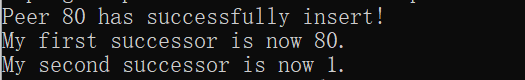 Peer 80 has successfully insert!
My first successor is now 80.
My second successor is now 1.